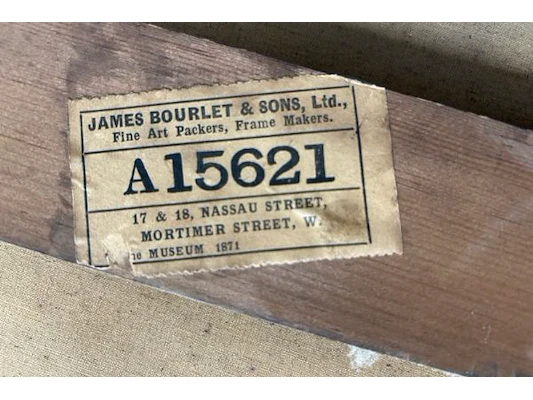 JAMES BOURLET & SONS, Ltd.,
Fine Art Packers, Frame Makers.
A15621
17 & 18, NASSAU STREET,
MORTIMER STREET, W.
MUSEUM 1871